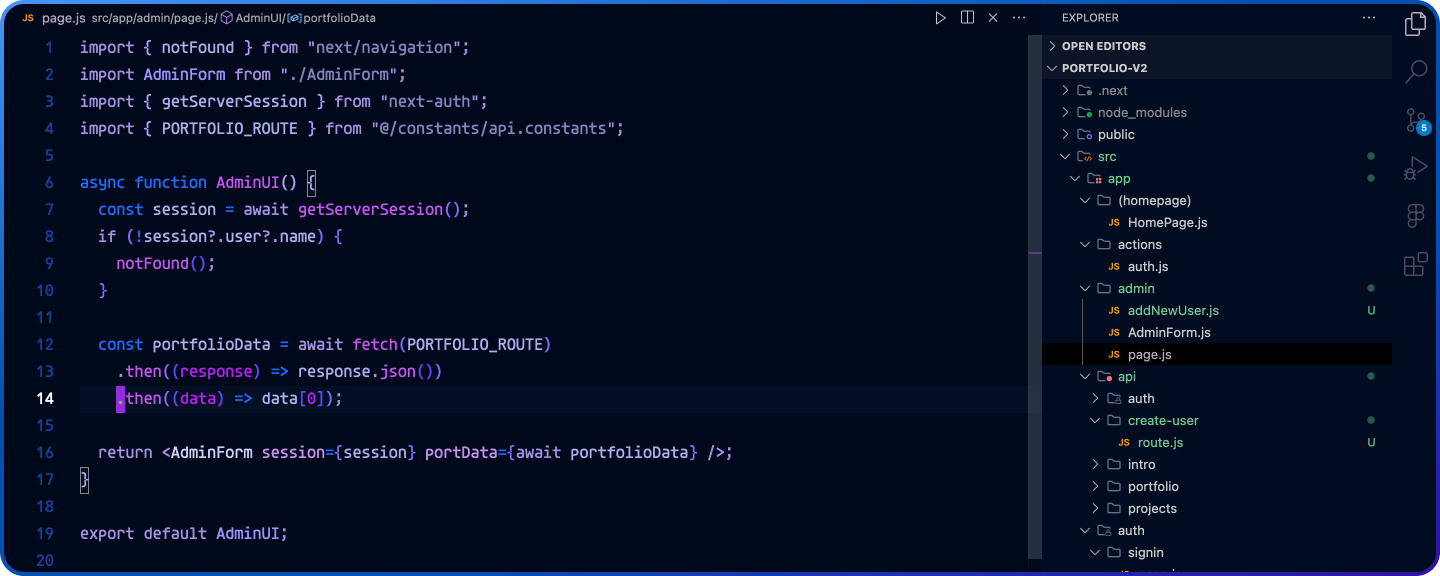 JS page.js src/app/admin/page.js/ AdminUI/ portfolioData
1 import { notFound } from "next/navigation";
2 import AdminForm from "./AdminForm";
3 import { getServerSession } from "next-auth";
4 import { PORTFOLIO_ROUTE } from "@/constants/api.constants";
5
6 async function AdminUI() {
7 const session = await getServerSession();
8 if (!session?.user?.name) {
9 notFound();
10 }
11
12 const portfolioData = await fetch(PORTFOLIO_ROUTE)
13 .then((response) => response.json())
14 .then((data) => data[0]);
15
16 return <AdminForm session={session} portData={await portfolioData} />;
17 }
18
19 export default AdminUI;
20
EXPLORER
OPEN EDITORS
PORTFOLIO-V2
.next
node_modules
public
src
app
(homepage)
JS HomePage.js
actions
JS auth.js
admin
JS addNewUser.js U
JS AdminForm.js
JS page.js
api
auth
create-user
JS route.js U
intro
portfolio
projects
auth
signin
5